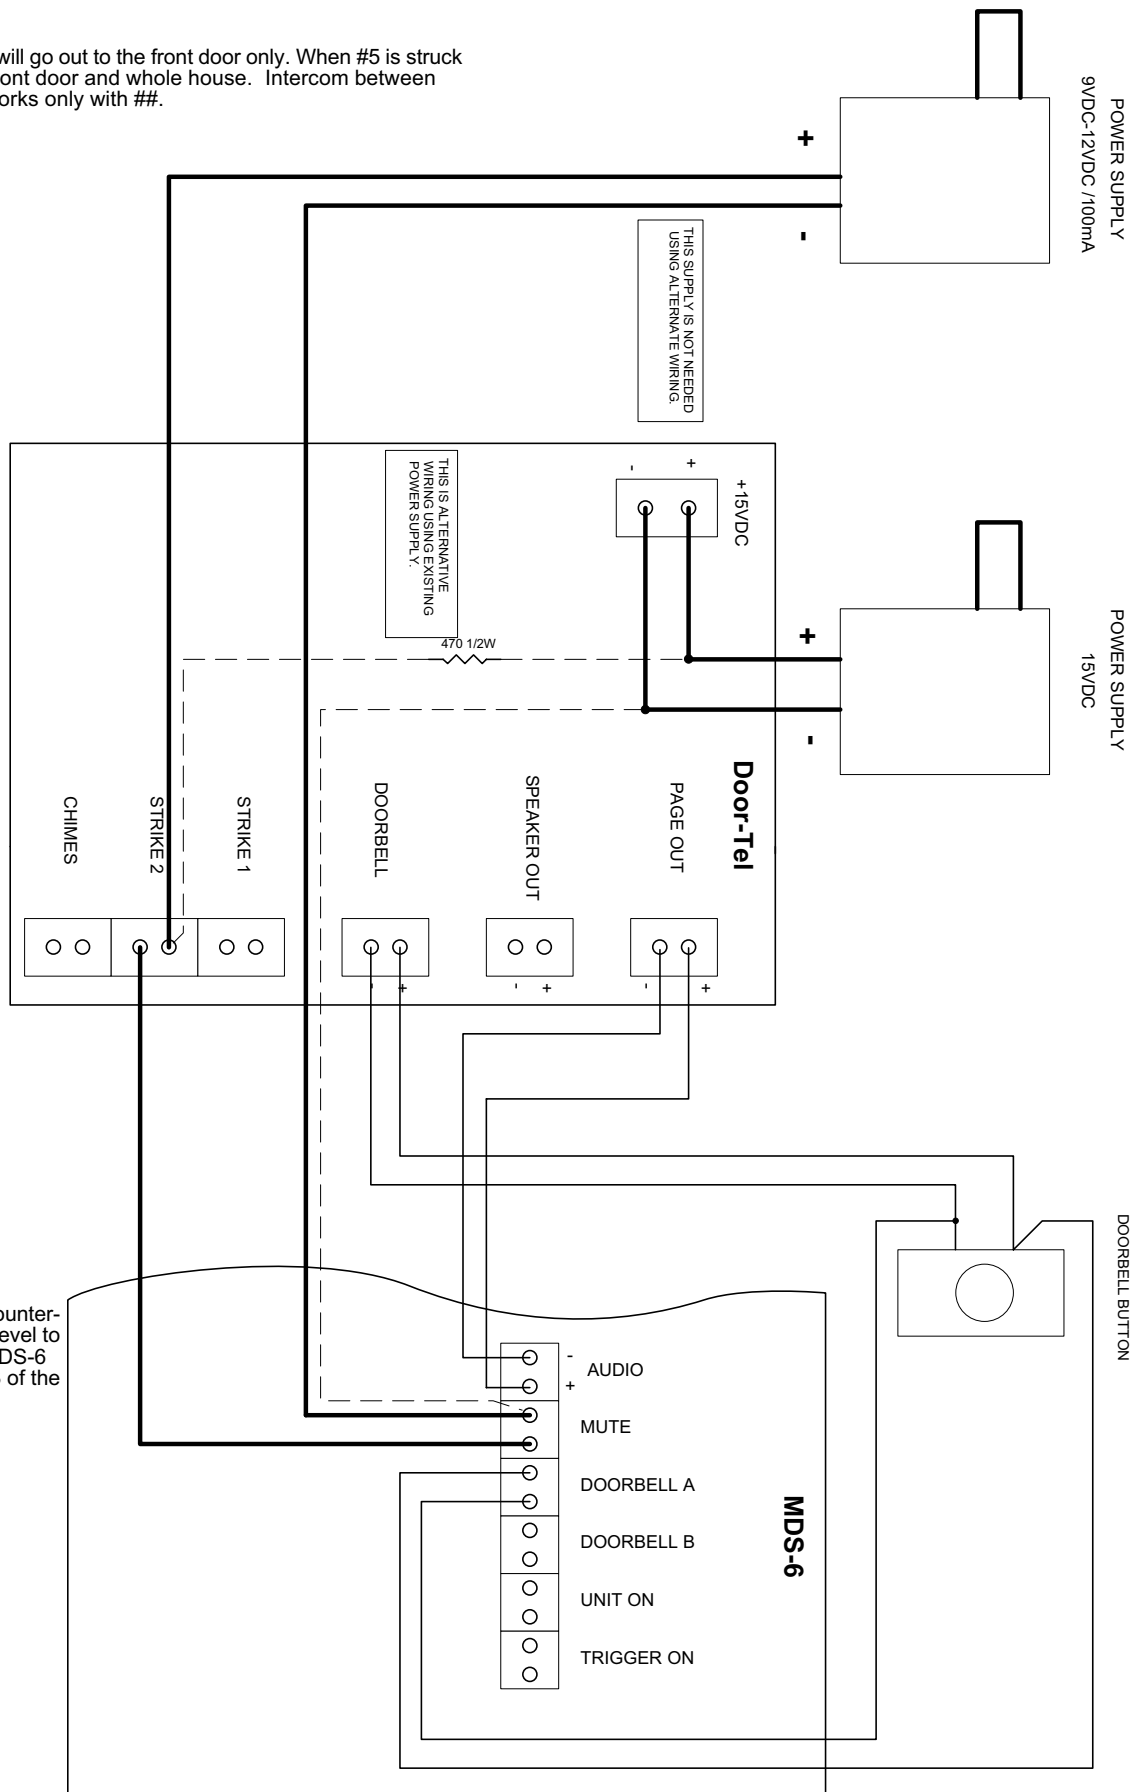 will go out to the front door only. When #5 is struck
ont door and whole house.  Intercom between
orks only with ##.
POWER SUPPLY
9VDC-12VDC /100mA
+
-
THIS SUPPLY IS NOT NEEDED
USING ALTERNATE WIRING.
POWER SUPPLY
15VDC
+
-
+15VDC
+
-
THIS IS ALTERNATIVE
WIRING USING EXISTING
POWER SUPPLY.
470 1/2W
Door-Tel
PAGE OUT
SPEAKER OUT
DOORBELL
STRIKE 1
STRIKE 2
CHIMES
- +
- +
- +
DOORBELL BUTTON
ounter-
evel to
DS-6
of the
-
AUDIO
+
MUTE
DOORBELL A
DOORBELL B
UNIT ON
TRIGGER ON
MDS-6